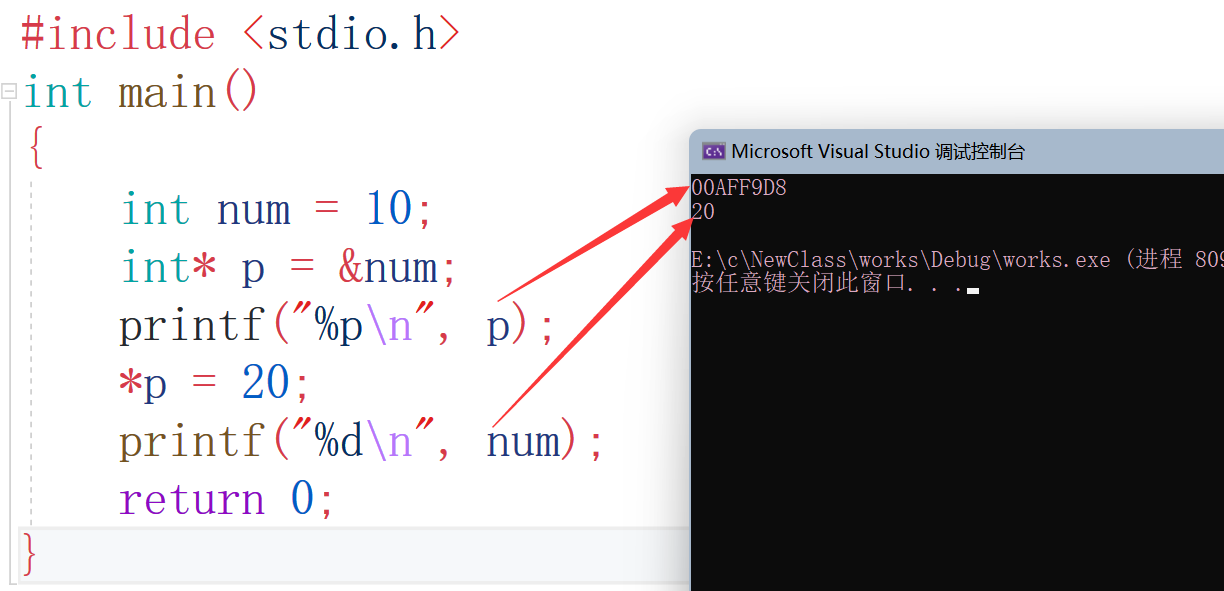 #include <stdio.h>
int main()
{
int num = 10;
int* p = &num;
printf("%p\n", p);
*p = 20;
printf("%d\n", num);
return 0;
}
Microsoft Visual Studio 调试控制台
00AFF9D8
20
E:\c\NewClass\works\Debug\works.exe (进程 809
按任意键关闭此窗口. . .